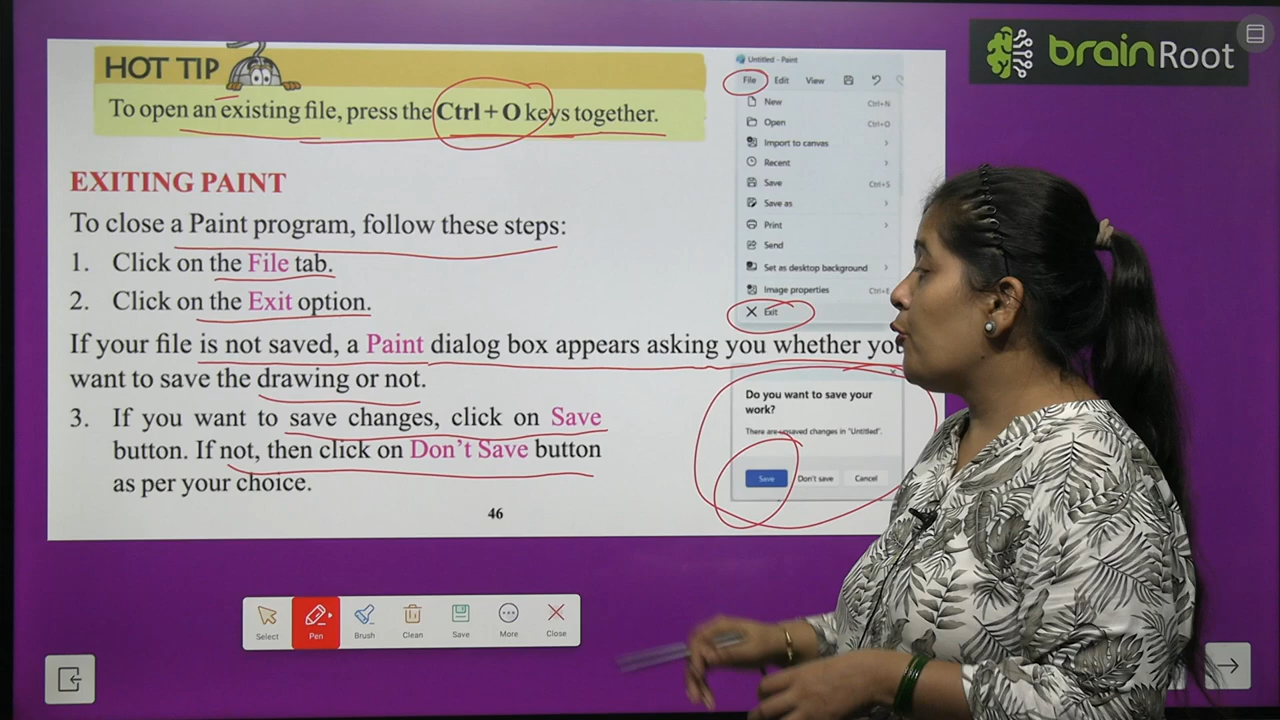 brainRoot
HOT TIP
To open an existing file, press the Ctrl + O keys together.
EXITING PAINT
To close a Paint program, follow these steps:
1. Click on the File tab.
2. Click on the Exit option.
If your file is not saved, a Paint dialog box appears asking you whether you
want to save the drawing or not.
3. If you want to save changes, click on Save
button. If not, then click on Don't Save button
as per your choice.
46
Untitled - Paint
File Edit View
New Ctrl+N
Open Ctrl+O
Import to canvas
Recent
Save Ctrl+S
Save as
Print
Send
Set as desktop background
Image properties Ctrl+E
Exit
Do you want to save your
work?
There are unsaved changes in "Untitled".
Save Don't save Cancel
Select Pen Brush Clean Save More Close